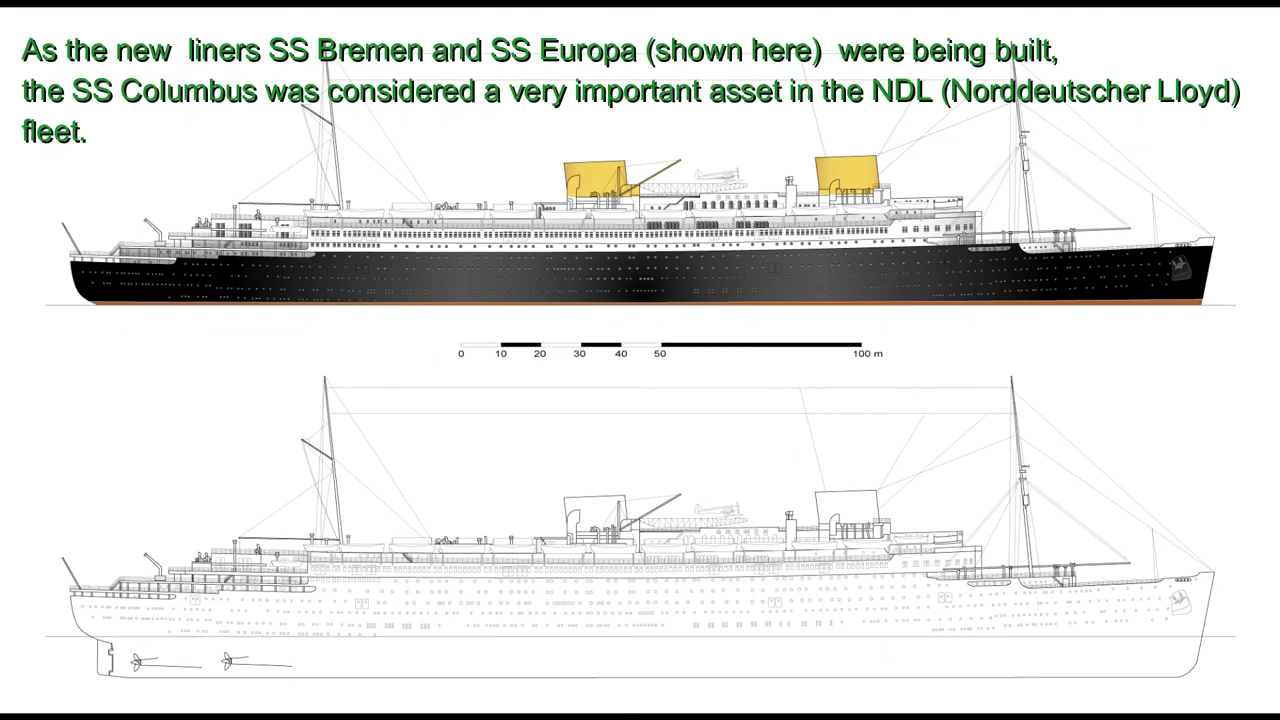 As the new  liners SS Bremen and SS Europa (shown here)  were being built,
the SS Columbus was considered a very important asset in the NDL (Norddeutscher Lloyd)
fleet.
0 10 20 30 40 50 100 m